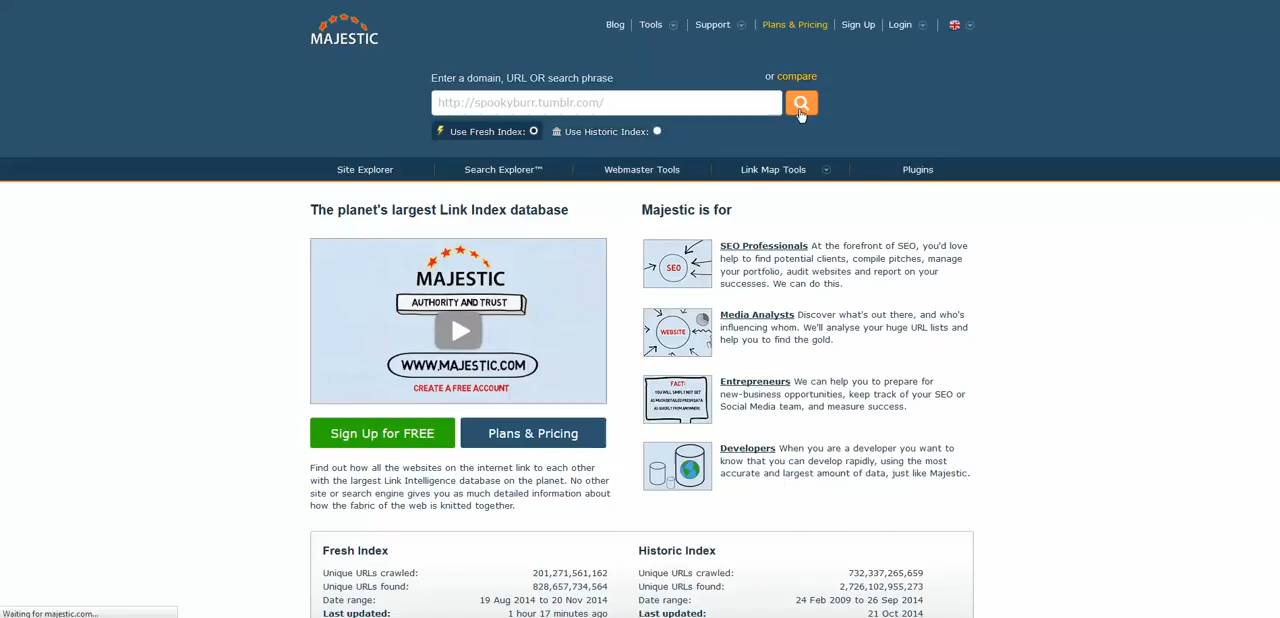 MAJESTIC
Blog
Tools
Support
Plans & Pricing
Sign Up
Login
Enter a domain, URL OR search phrase
or compare
http://spookyburr.tumblr.com/
Use Fresh Index:
Use Historic Index:
Site Explorer
Search Explorer™
Webmaster Tools
Link Map Tools
Plugins
The planet's largest Link Index database
MAJESTIC
AUTHORITY AND TRUST
WWW.MAJESTIC.COM
CREATE A FREE ACCOUNT
Sign Up for FREE
Plans & Pricing
Find out how all the websites on the internet link to each other
with the largest Link Intelligence database on the planet. No other
site or search engine gives you as much detailed information about
how the fabric of the web is knitted together.
Majestic is for
SEO
SEO Professionals At the forefront of SEO, you'd love
help to find potential clients, compile pitches, manage
your portfolio, audit websites and report on your
successes. We can do this.
WEBSITE
Media Analysts Discover what's out there, and who's
influencing whom. We'll analyse your huge URL lists and
help you to find the gold.
FACT:
YOU WILL SIMPLY NOT GET
AS MUCH DETAILED FRESH DATA
AS QUICKLY FROM ANYWHERE
Entrepreneurs We can help you to prepare for
new-business opportunities, keep track of your SEO or
Social Media team, and measure success.
Developers When you are a developer you want to
know that you can develop rapidly, using the most
accurate and largest amount of data, just like Majestic.
Fresh Index
Unique URLs crawled: 201,271,561,162
Unique URLs found: 828,657,734,564
Date range: 19 Aug 2014 to 20 Nov 2014
Last updated: 1 hour 17 minutes ago
Historic Index
Unique URLs crawled: 732,337,265,659
Unique URLs found: 2,726,102,955,273
Date range: 24 Feb 2009 to 26 Sep 2014
Last updated: 21 Oct 2014
Waiting for majestic.com...